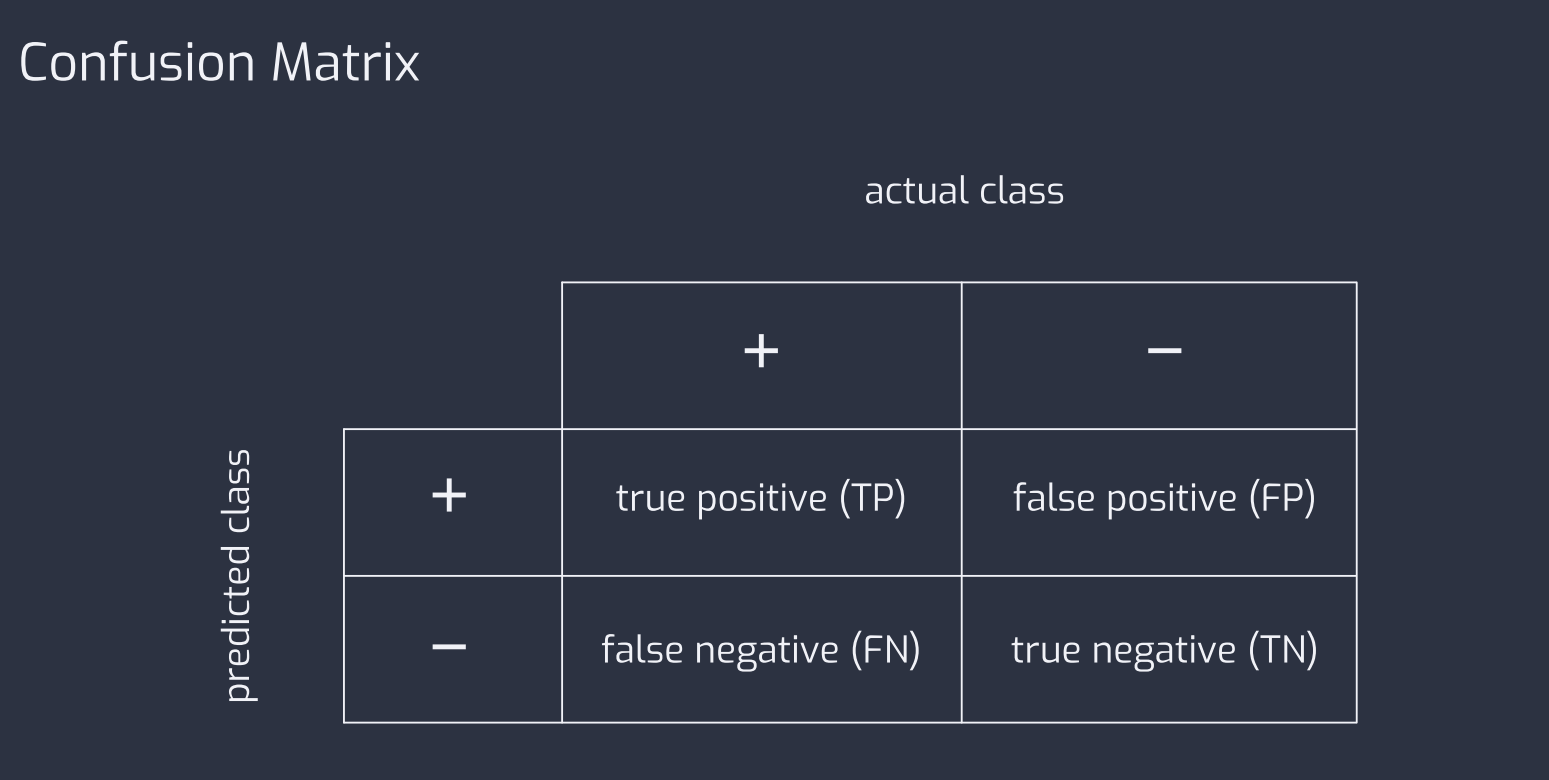 Confusion Matrix
actual class
+ −
predicted class
+ true positive (TP) false positive (FP)
− false negative (FN) true negative (TN)